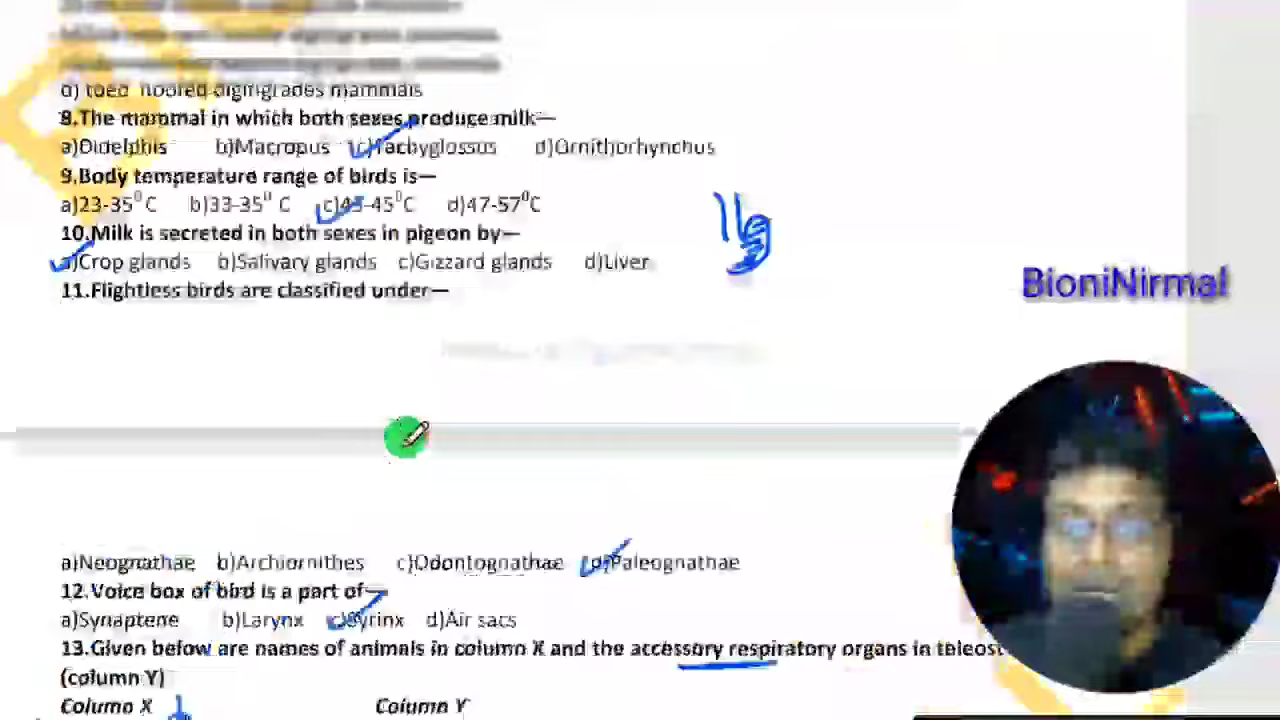 d) toed hoofed digitigrades mammals
8.The mammal in which both sexes produce milk—
a)Didelphis b)Macropus c)Tachyglossus d)Ornithorhynchus
9.Body temperature range of birds is—
a)23-35⁰C b)33-35⁰ C c)43-45⁰C d)47-57⁰C
10.Milk is secreted in both sexes in pigeon by—
a)Crop glands b)Salivary glands c)Gizzard glands d)Liver
11.Flightless birds are classified under—
BioniNirmal
a)Neognathae b)Archiornithes c)Odontognathae d)Paleognathae
12.Voice box of bird is a part of—
a)Synaptene b)Larynx c)Syrinx d)Air sacs
13.Given below are names of animals in column X and the accessory respiratory organs in teleost
(column Y)
Column X Column Y